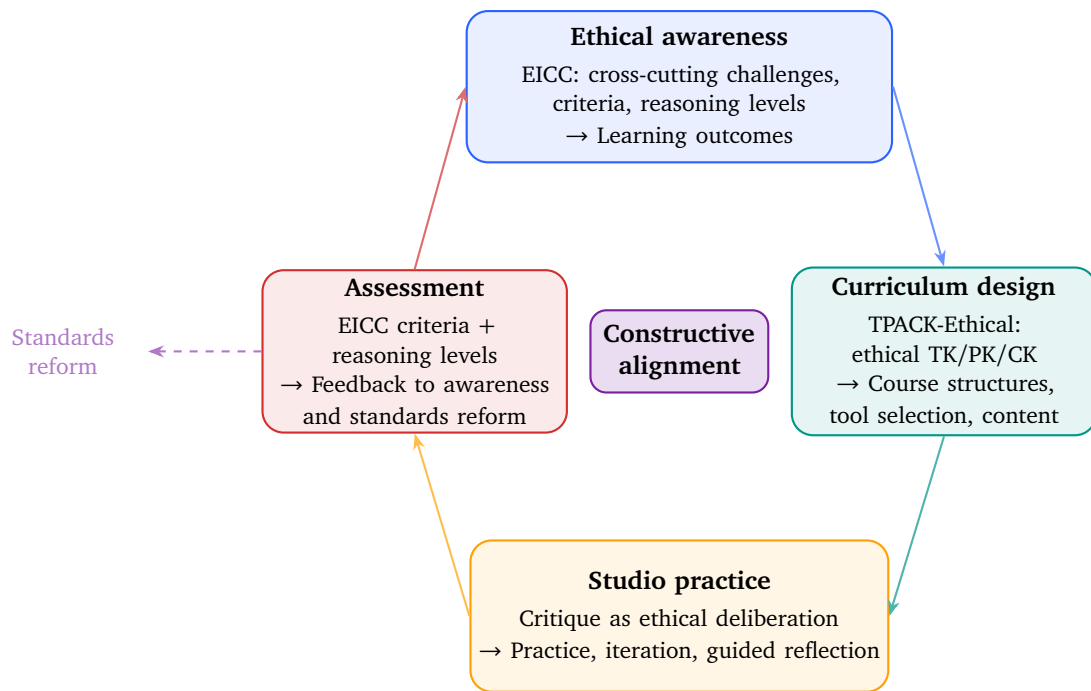 Ethical awareness
EICC: cross-cutting challenges,
criteria, reasoning levels
→ Learning outcomes
Assessment
EICC criteria +
reasoning levels
→ Feedback to awareness
and standards reform
Constructive
alignment
Curriculum design
TPACK-Ethical:
ethical TK/PK/CK
→ Course structures,
tool selection, content
Standards
reform
Studio practice
Critique as ethical deliberation
→ Practice, iteration, guided reflection